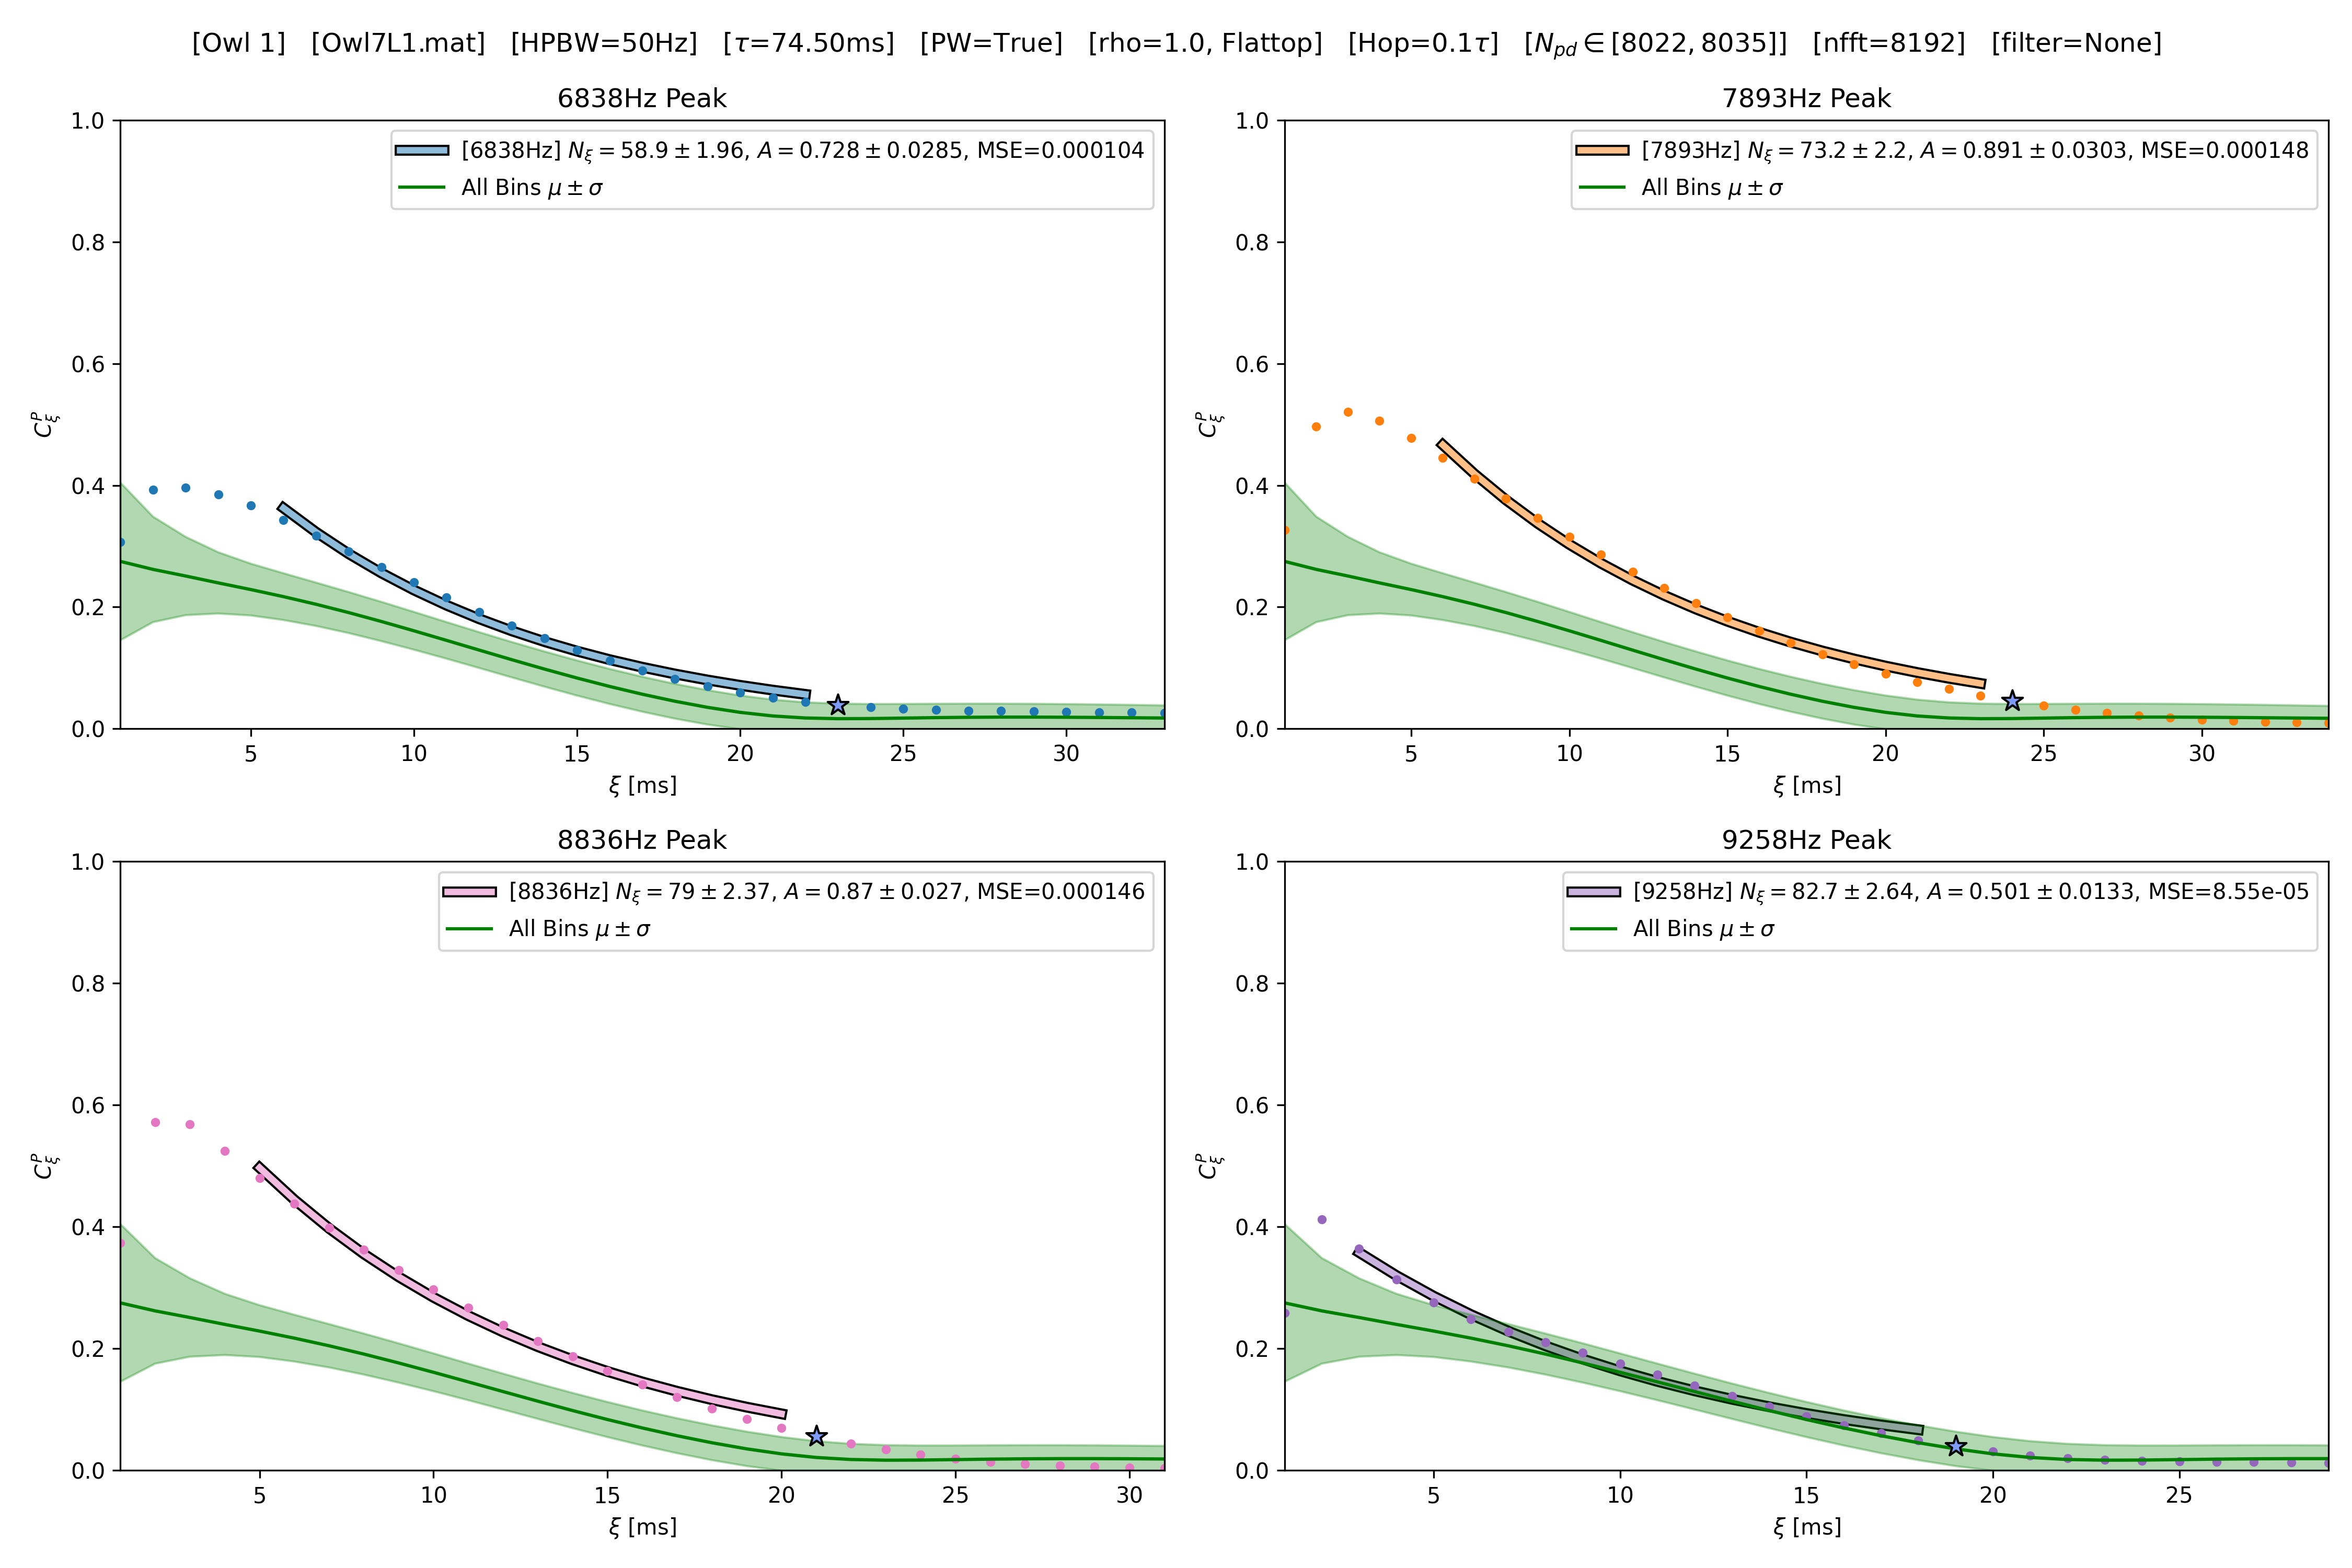 [Owl 1] [Owl7L1.mat] [HPBW=50Hz] [τ=74.50ms] [PW=True] [rho=1.0, Flattop] [Hop=0.1τ] [N_pd ∈ [8022, 8035]] [nfft=8192] [filter=None]
6838Hz Peak
[6838Hz] N_ξ = 58.9 ± 1.96, A = 0.728 ± 0.0285, MSE=0.000104
All Bins μ ± σ
1.0
0.8
0.6
0.4
0.2
0.0
C_ξ^P
5 10 15 20 25 30
ξ [ms]
7893Hz Peak
[7893Hz] N_ξ = 73.2 ± 2.2, A = 0.891 ± 0.0303, MSE=0.000148
All Bins μ ± σ
1.0
0.8
0.6
0.4
0.2
0.0
C_ξ^P
5 10 15 20 25 30
ξ [ms]
8836Hz Peak
[8836Hz] N_ξ = 79 ± 2.37, A = 0.87 ± 0.027, MSE=0.000146
All Bins μ ± σ
1.0
0.8
0.6
0.4
0.2
0.0
C_ξ^P
5 10 15 20 25 30
ξ [ms]
9258Hz Peak
[9258Hz] N_ξ = 82.7 ± 2.64, A = 0.501 ± 0.0133, MSE=8.55e-05
All Bins μ ± σ
1.0
0.8
0.6
0.4
0.2
0.0
C_ξ^P
5 10 15 20 25
ξ [ms]